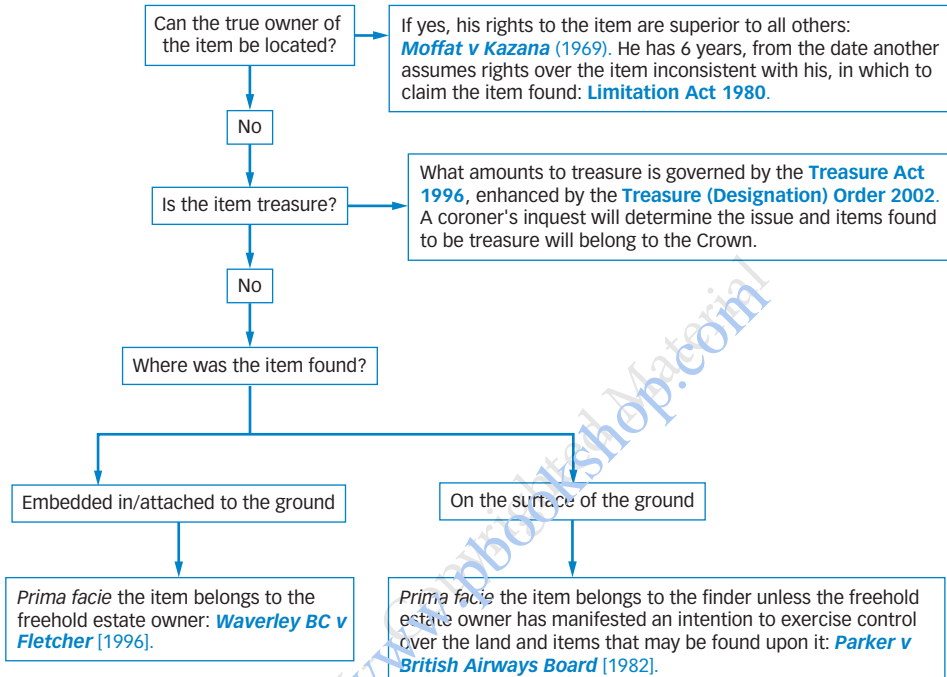 Can the true owner of
the item be located?
If yes, his rights to the item are superior to all others:
Moffat v Kazana (1969). He has 6 years, from the date another
assumes rights over the item inconsistent with his, in which to
claim the item found: Limitation Act 1980.
No
Is the item treasure?
What amounts to treasure is governed by the Treasure Act
1996, enhanced by the Treasure (Designation) Order 2002.
A coroner's inquest will determine the issue and items found
to be treasure will belong to the Crown.
No
Where was the item found?
Embedded in/attached to the ground
On the surface of the ground
Prima facie the item belongs to the
freehold estate owner: Waverley BC v
Fletcher [1996].
Prima facie the item belongs to the finder unless the freehold
estate owner has manifested an intention to exercise control
over the land and items that may be found upon it: Parker v
British Airways Board [1982].
Copyrighted Material
www.pbookshop.com